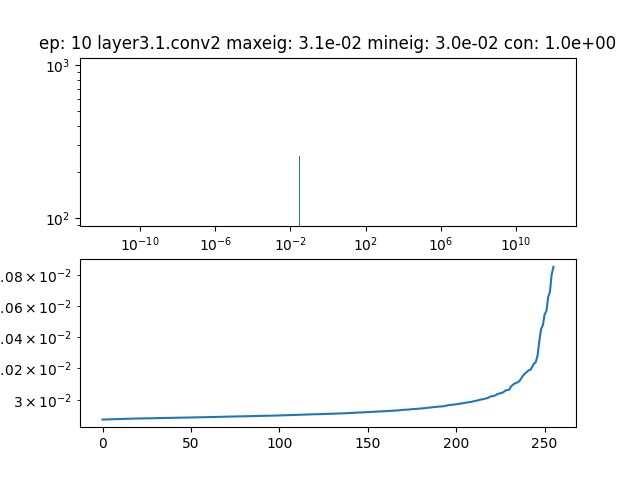 ep: 10 layer3.1.conv2 maxeig: 3.1e-02 mineig: 3.0e-02 con: 1.0e+00
10³
10²
10⁻¹⁰ 10⁻⁶ 10⁻² 10² 10⁶ 10¹⁰
.08 × 10⁻²
.06 × 10⁻²
.04 × 10⁻²
.02 × 10⁻²
3 × 10⁻²
0 50 100 150 200 250